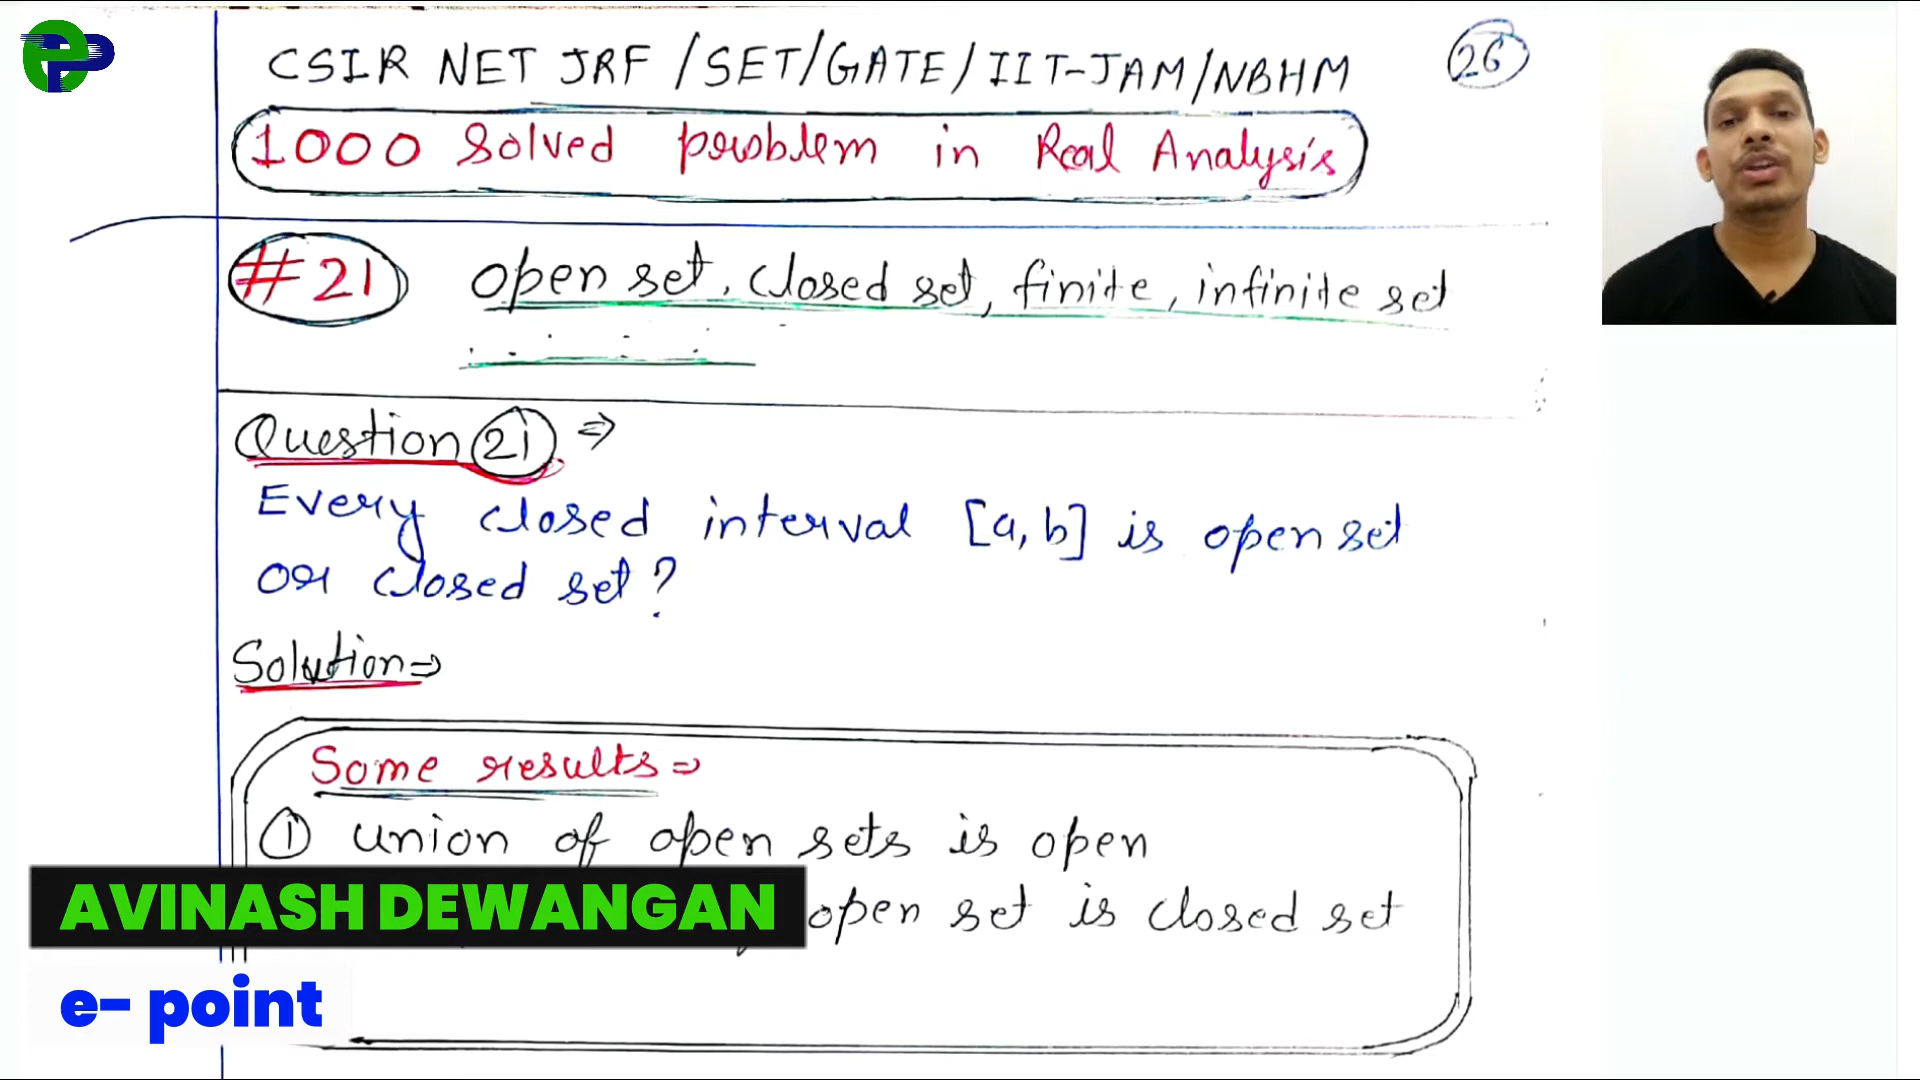 eP
CSIR NET JRF /SET/GATE/IIT-JAM/NBHM
26
1000 Solved problem in Real Analysis
#21 open set, closed set, finite, infinite set
Question 21 ⇒
Every closed interval [a, b] is open set
or closed set?
Solution⇒
Some results⇒
① union of open sets is open
open set is closed set
AVINASH DEWANGAN
e- point